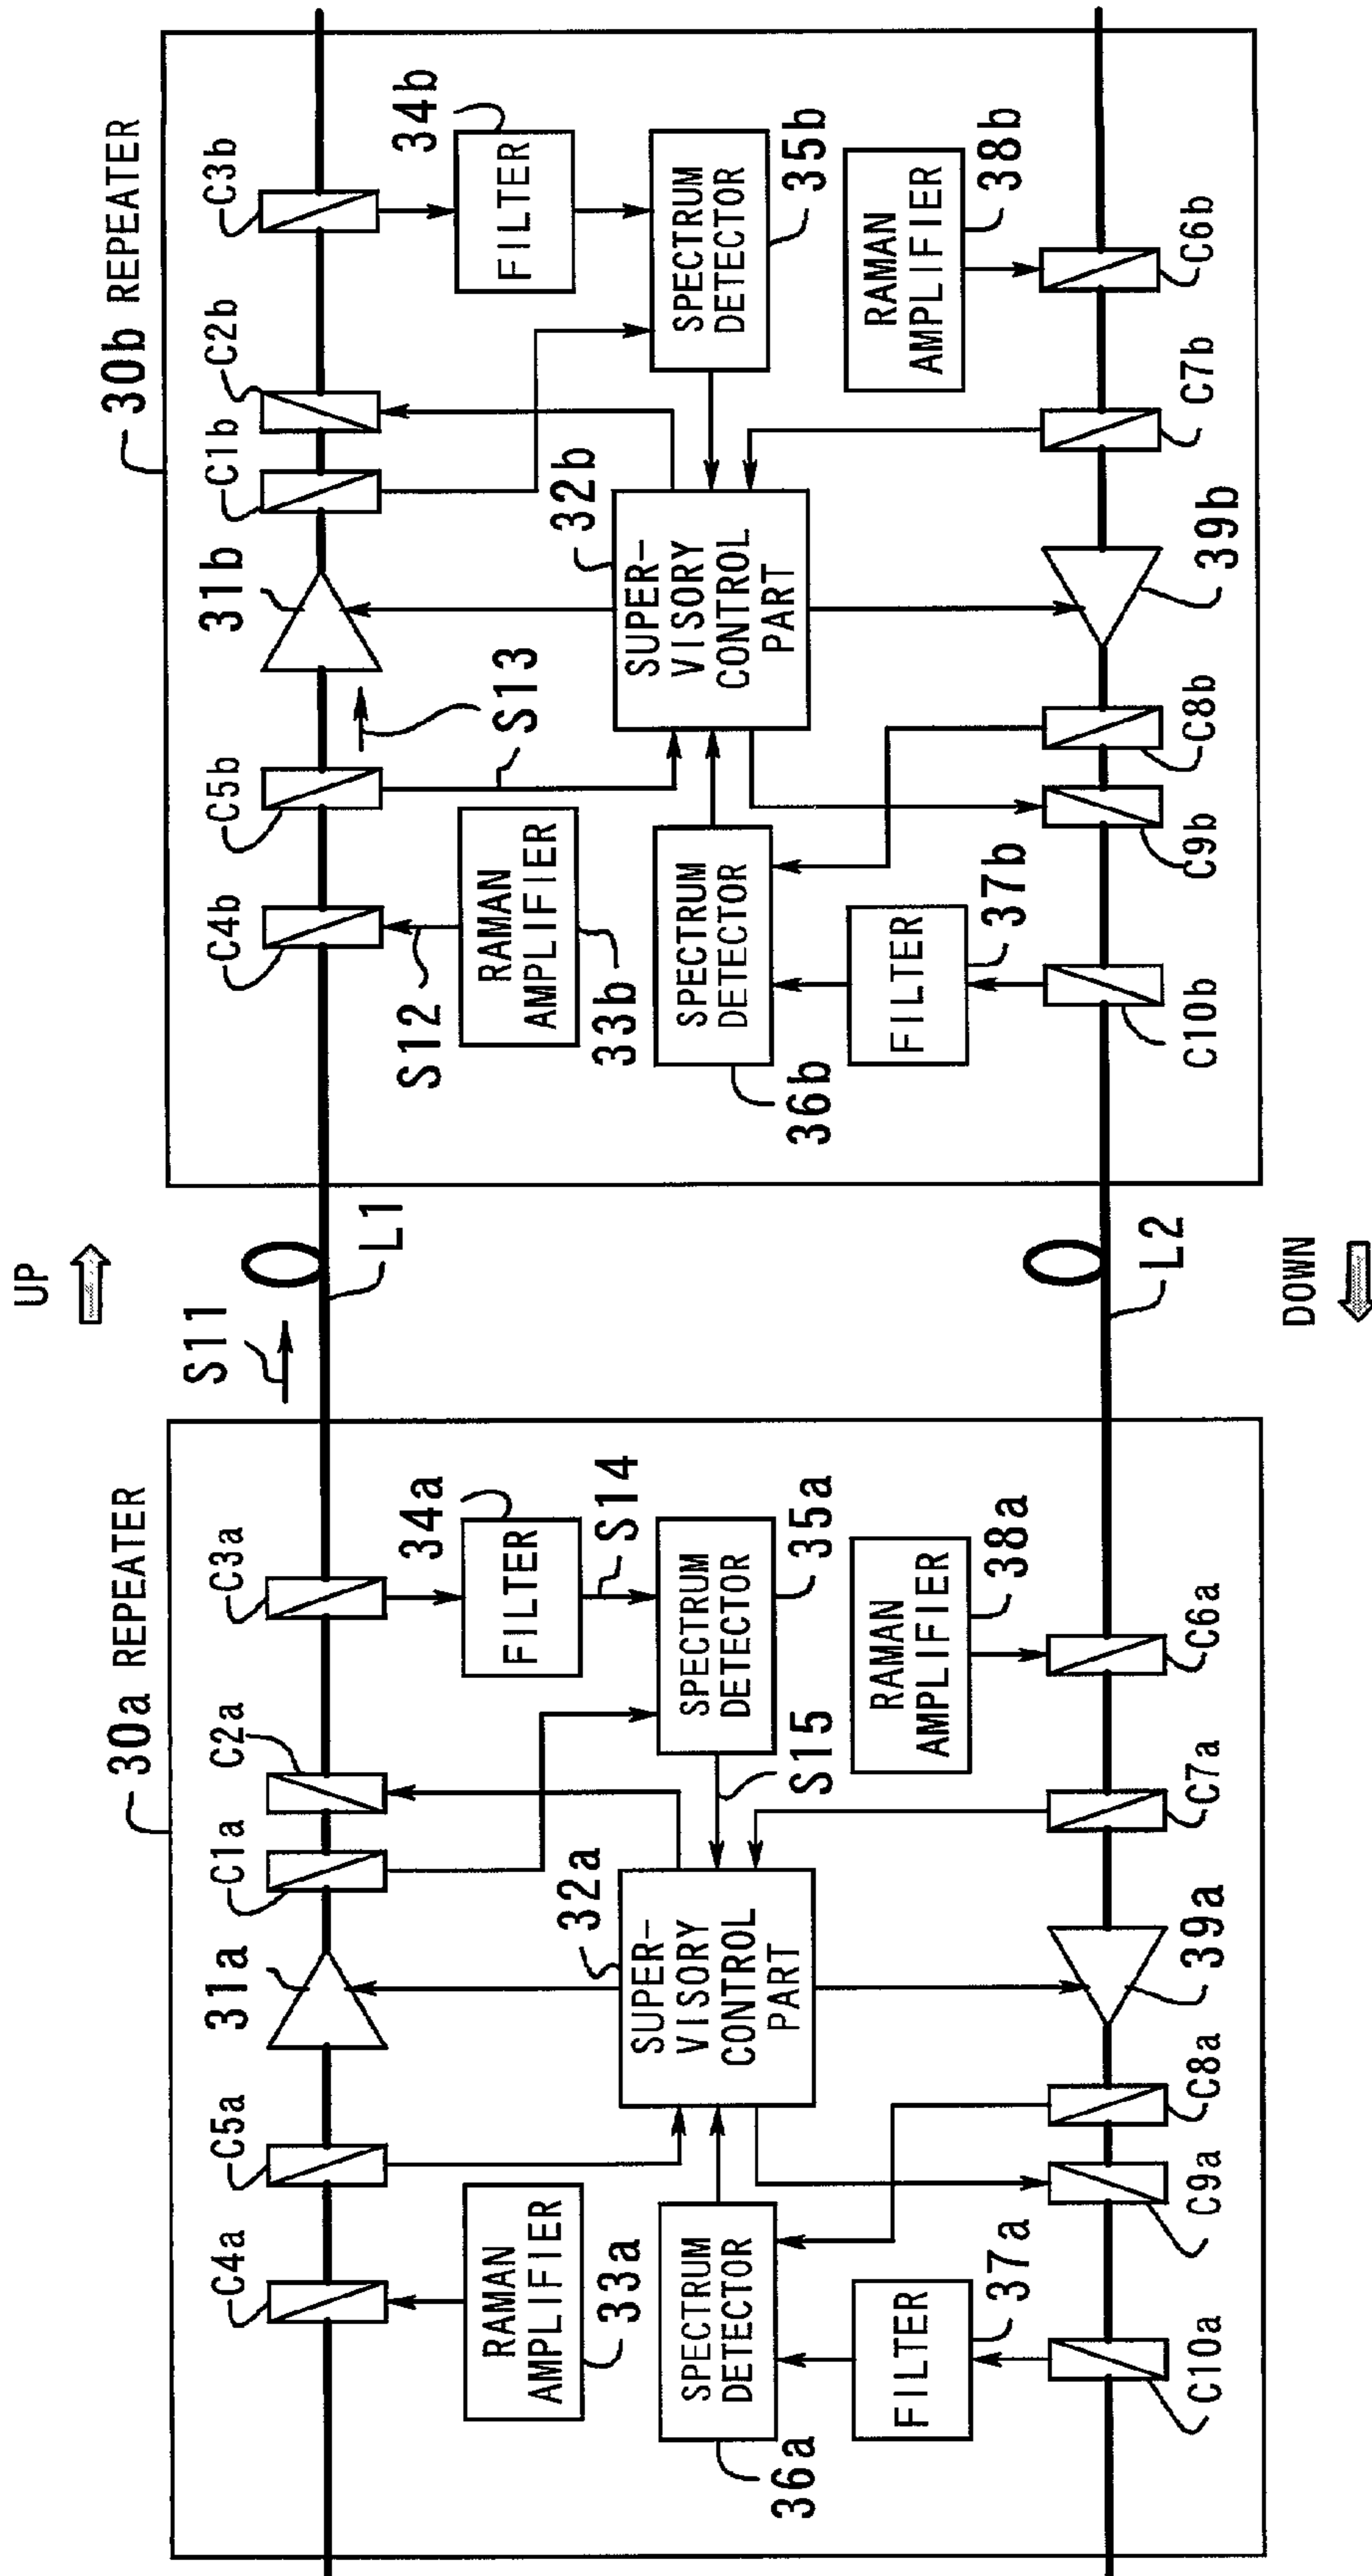 UP
S11
L1
30a REPEATER
C4a
C5a
31a
C1a
C2a
C3a
RAMAN
AMPLIFIER
33a
32a
SUPER-
VISORY
CONTROL
PART
FILTER
34a
S14
SPECTRUM
DETECTOR
35a
S15
SPECTRUM
DETECTOR
36a
FILTER
37a
RAMAN
AMPLIFIER
38a
C10a
C9a
C8a
39a
C7a
C6a
30b REPEATER
C4b
C5b
31b
C1b
C2b
C3b
S12
RAMAN
AMPLIFIER
33b
S13
32b
SUPER-
VISORY
CONTROL
PART
FILTER
34b
SPECTRUM
DETECTOR
35b
SPECTRUM
DETECTOR
36b
FILTER
37b
RAMAN
AMPLIFIER
38b
C10b
C9b
C8b
39b
C7b
C6b
L2
DOWN